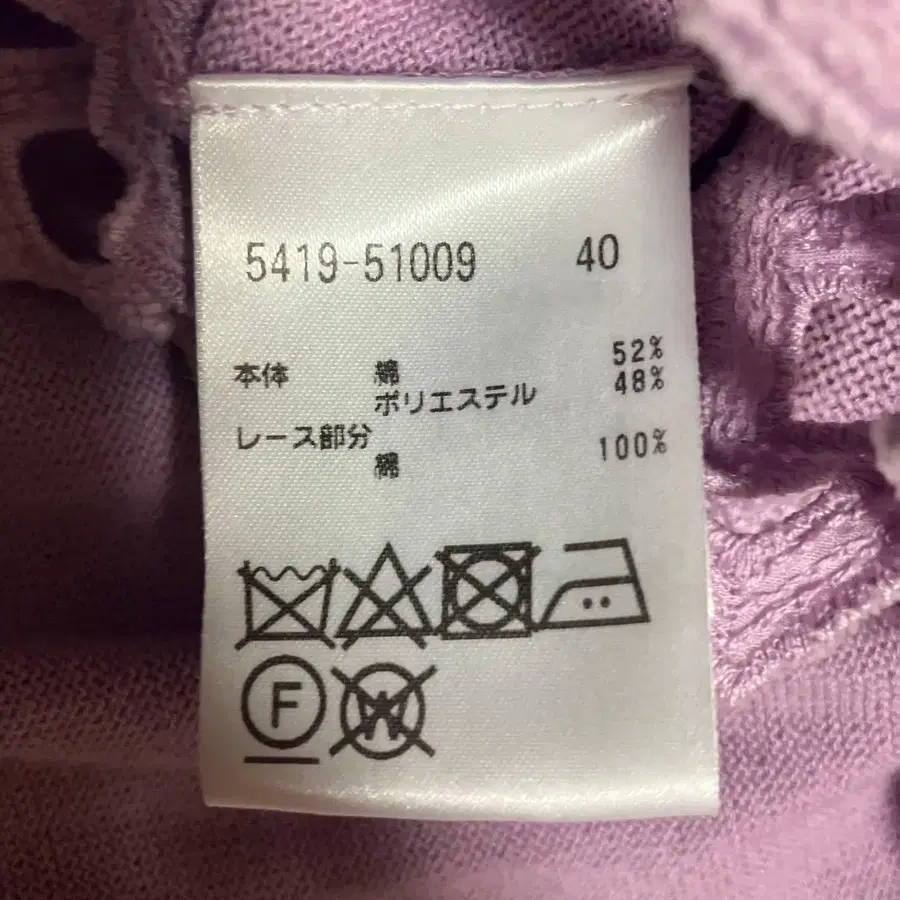 5419-51009 40
本体 綿 52%
ポリエステル 48%
レース部分
綿 100%
F W